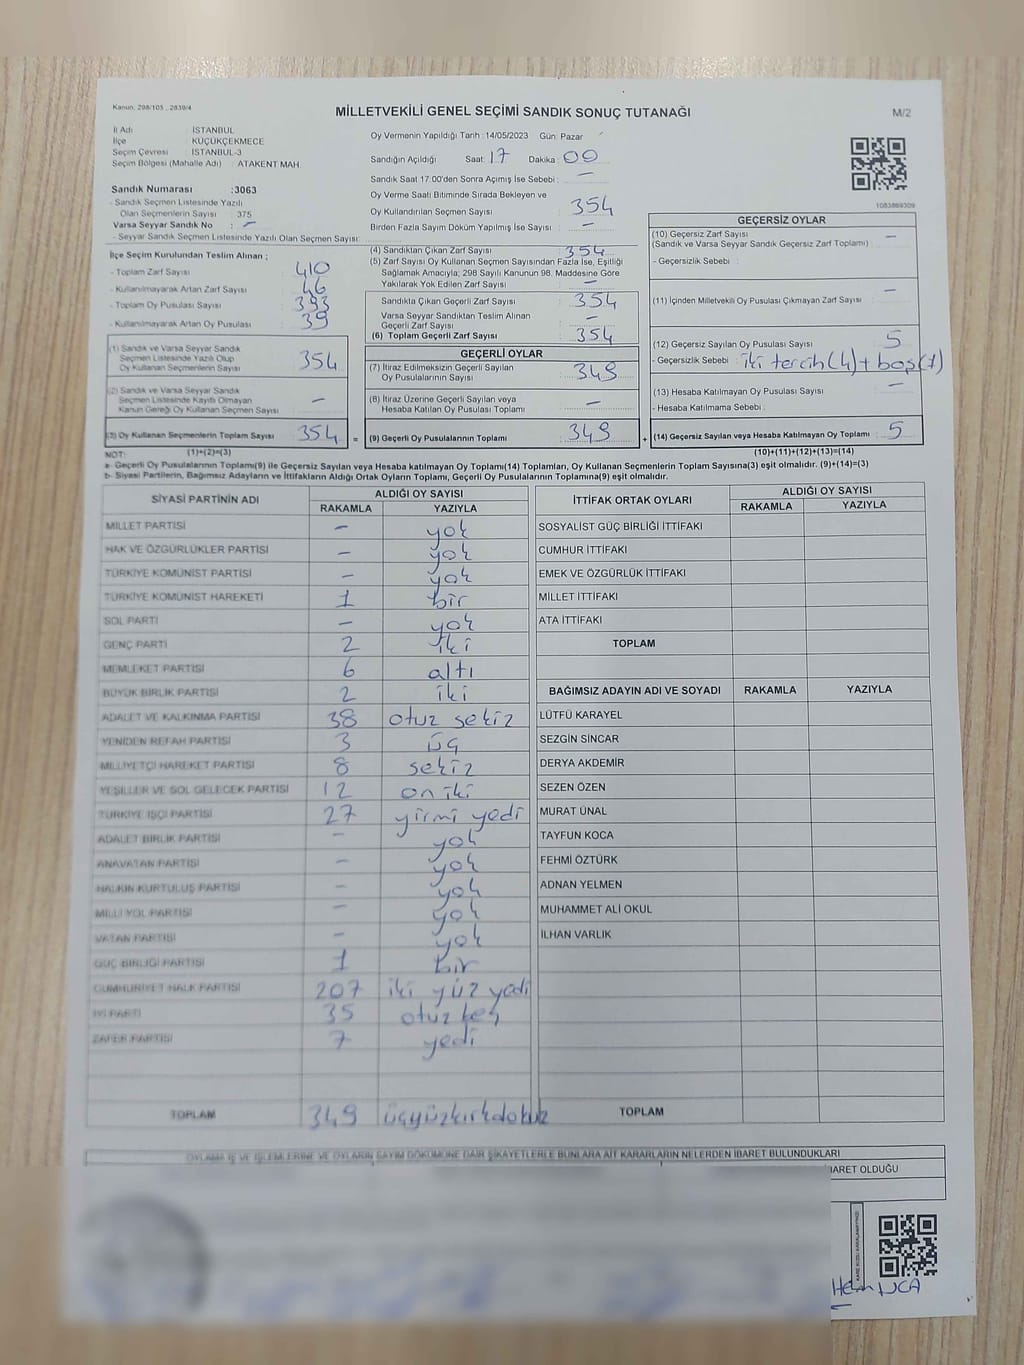 Kanun: 298/105 , 2839/4
MİLLETVEKİLİ GENEL SEÇİMİ SANDIK SONUÇ TUTANAĞI
M/2
İl Adı : İSTANBUL
İlçe : KÜÇÜKÇEKMECE
Seçim Çevresi : İSTANBUL-3
Seçim Bölgesi (Mahalle Adı) : ATAKENT MAH.
Sandık Numarası :3063
- Sandık Seçmen Listesinde Yazılı
Olan Seçmenlerin Sayısı : 375
Varsa Seyyar Sandık No : -
- Seyyar Sandık Seçmen Listesinde Yazılı Olan Seçmen Sayısı:
İlçe Seçim Kurulundan Teslim Alınan ;
- Toplam Zarf Sayısı 410
- Kullanılmayarak Artan Zarf Sayısı 46
- Toplam Oy Pusulası Sayısı 393
- Kullanılmayarak Artan Oy Pusulası 39
(1) Sandık ve Varsa Seyyar Sandık
Seçmen Listesinde Yazılı Olup
Oy Kullanan Seçmenlerin Sayısı 354
(2) Sandık ve Varsa Seyyar Sandık
Seçmen Listesinde Kayıtlı Olmayan
Kanun Gereği Oy Kullanan Seçmen Sayısı -
(3) Oy Kullanan Seçmenlerin Toplam Sayısı 354 =
Oy Vermenin Yapıldığı Tarih :14/05/2023 Gün: Pazar
Sandığın Açıldığı Saat: 17 Dakika : 00
Sandık Saat 17:00'den Sonra Açımış İse Sebebi : -
Oy Verme Saati Bitiminde Sırada Bekleyen ve
Oy Kullandırılan Seçmen Sayısı 354
Birden Fazla Sayım Döküm Yapılmış İse Sayısı : -
(4) Sandıktan Çıkan Zarf Sayısı : 354
(5) Zarf Sayısı Oy Kullanan Seçmen Sayısından Fazla İse, Eşitliği
Sağlamak Amacıyla; 298 Sayılı Kanunun 98. Maddesine Göre
Yakılarak Yok Edilen Zarf Sayısı : -
Sandıkta Çıkan Geçerli Zarf Sayısı : 354
Varsa Seyyar Sandıktan Teslim Alınan
Geçerli Zarf Sayısı : -
(6) Toplam Geçerli Zarf Sayısı : 354
GEÇERLİ OYLAR
(7) İtiraz Edilmeksizin Geçerli Sayılan
Oy Pusulalarının Sayısı : 349
(8) İtiraz Üzerine Geçerli Sayılan veya
Hesaba Katılan Oy Pusulası Toplamı : -
(9) Geçerli Oy Pusulalarının Toplamı : 349 +
1083869309
GEÇERSİZ OYLAR
(10) Geçersiz Zarf Sayısı -
(Sandık ve Varsa Seyyar Sandık Geçersiz Zarf Toplamı) :
- Geçersizlik Sebebi :
(11) İçinden Milletvekili Oy Pusulası Çıkmayan Zarf Sayısı : -
(12) Geçersiz Sayılan Oy Pusulası Sayısı : 5
- Geçersizlik Sebebi : iki tercih(4)+boş(1)
(13) Hesaba Katılmayan Oy Pusulası Sayısı : -
- Hesaba Katılmama Sebebi :
(14) Geçersiz Sayılan veya Hesaba Katılmayan Oy Toplamı : 5
NOT: (1)+(2)=(3) (10)+(11)+(12)+(13)=(14)
a- Geçerli Oy Pusulalarının Toplamı(9) ile Geçersiz Sayılan veya Hesaba katılmayan Oy Toplamı(14) Toplamları, Oy Kullanan Seçmenlerin Toplam Sayısına(3) eşit olmalıdır. (9)+(14)=(3)
b- Siyasi Partilerin, Bağımsız Adayların ve İttifakların Aldığı Ortak Oyların Toplamı, Geçerli Oy Pusulalarının Toplamına(9) eşit olmalıdır.
SİYASİ PARTİNİN ADI ALDIĞI OY SAYISI
RAKAMLA YAZIYLA
MİLLET PARTİSİ - yok
HAK VE ÖZGÜRLÜKLER PARTİSİ - yok
TÜRKİYE KOMÜNİST PARTİSİ - yok
TÜRKİYE KOMÜNİST HAREKETİ 1 bir
SOL PARTİ - yok
GENÇ PARTİ 2 iki
MEMLEKET PARTİSİ 6 altı
BÜYÜK BİRLİK PARTİSİ 2 iki
ADALET VE KALKINMA PARTİSİ 38 otuz sekiz
YENİDEN REFAH PARTİSİ 3 üç
MİLLİYETÇİ HAREKET PARTİSİ 8 sekiz
YEŞİLLER VE SOL GELECEK PARTİSİ 12 on iki
TÜRKİYE İŞÇİ PARTİSİ 27 yirmi yedi
ADALET BİRLİK PARTİSİ - yok
ANAVATAN PARTİSİ - yok
HALKIN KURTULUŞ PARTİSİ - yok
MİLLİ YOL PARTİSİ - yok
VATAN PARTİSİ - yok
GÜÇ BİRLİĞİ PARTİSİ 1 bir
CUMHURİYET HALK PARTİSİ 207 iki yüz yedi
İYİ PARTİ 35 otuz beş
ZAFER PARTİSİ 7 yedi
TOPLAM 349 üçyüzkırkdokuz
İTTİFAK ORTAK OYLARI ALDIĞI OY SAYISI
RAKAMLA YAZIYLA
SOSYALİST GÜÇ BİRLİĞİ İTTİFAKI
CUMHUR İTTİFAKI
EMEK VE ÖZGÜRLÜK İTTİFAKI
MİLLET İTTİFAKI
ATA İTTİFAKI
TOPLAM
BAĞIMSIZ ADAYIN ADI VE SOYADI RAKAMLA YAZIYLA
LÜTFÜ KARAYEL
SEZGİN SİNCAR
DERYA AKDEMİR
SEZEN ÖZEN
MURAT ÜNAL
TAYFUN KOCA
FEHMİ ÖZTÜRK
ADNAN YELMEN
MUHAMMET ALİ OKUL
İLHAN VARLIK
TOPLAM
OYLAMA İŞ VE İŞLEMLERİNE VE OYLARIN SAYIM DÖKÜMÜNE DAİR ŞİKAYETLERLE BUNLARA AİT KARARLARIN NELERDEN İBARET BULUNDUKLARI
İBARET OLDUĞU